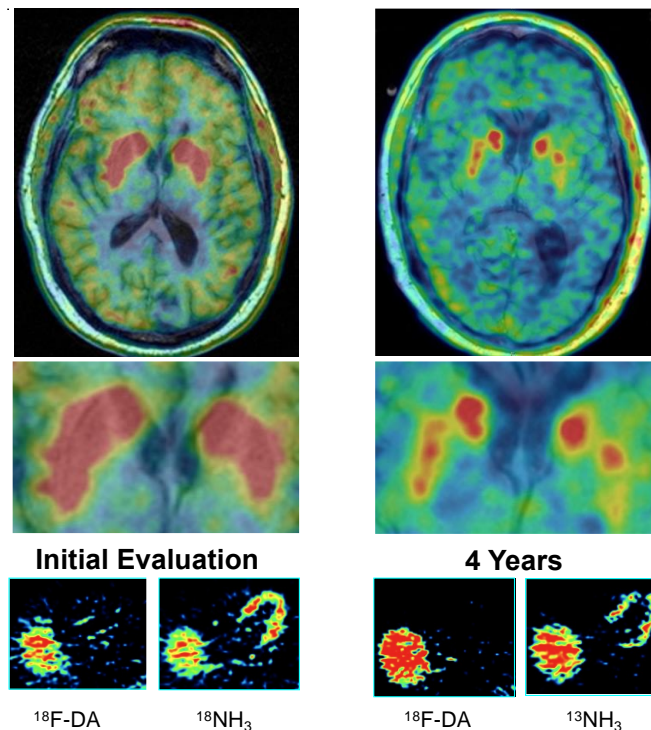 Initial Evaluation
4 Years
¹⁸F-DA
¹⁸NH₃
¹⁸F-DA
¹³NH₃